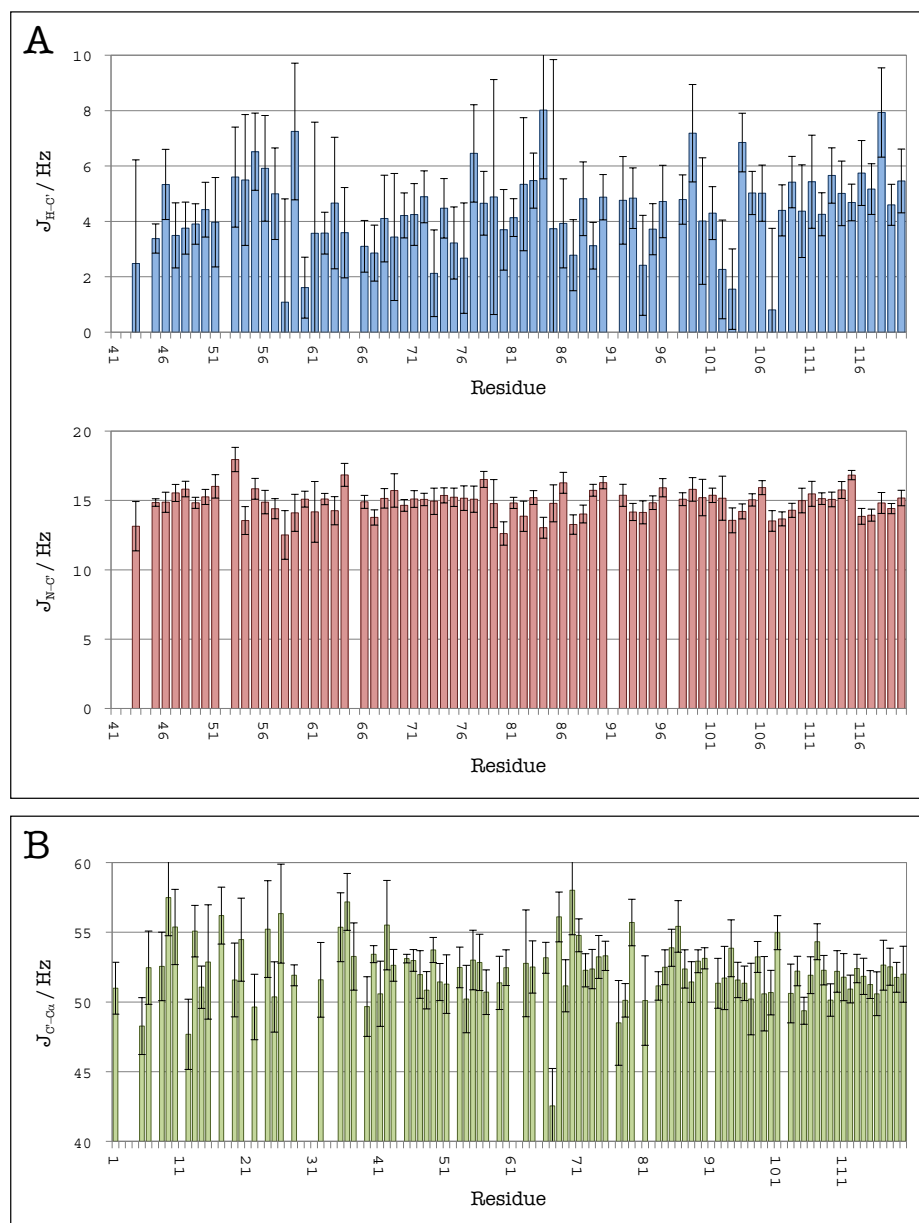 A
10
8
6
4
2
0
J_H-C' / Hz
41 46 51 56 61 66 71 76 81 86 91 96 101 106 111 116
Residue
20
15
10
5
0
J_N-C' / Hz
41 46 51 56 61 66 71 76 81 86 91 96 101 106 111 116
Residue
B
60
55
50
45
40
J_C'-Cα / Hz
1 11 21 31 41 51 61 71 81 91 101 111
Residue